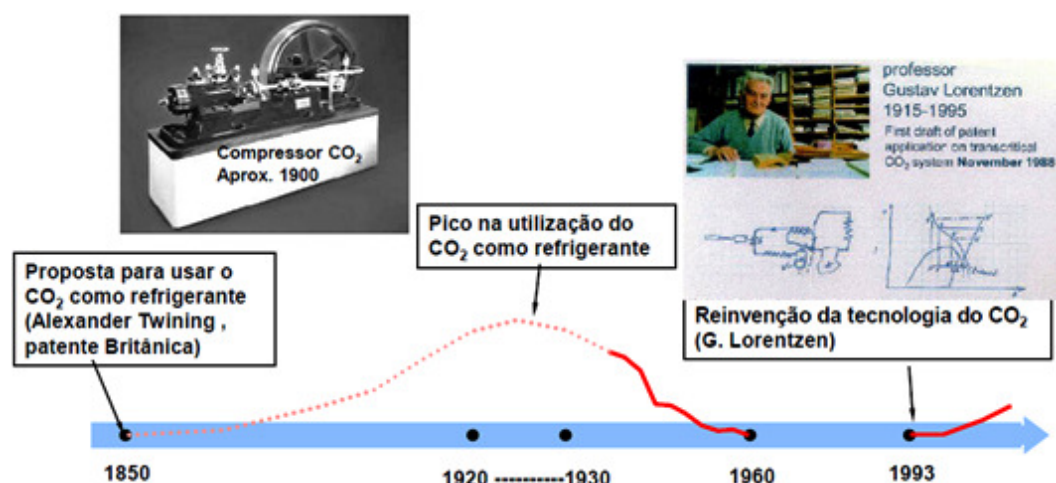 Compressor CO₂
Aprox. 1900
professor
Gustav Lorentzen
1915-1995
First draft of patent
application on transcritical
CO₂ system November 1988
Pico na utilização do
CO₂ como refrigerante
Proposta para usar o
CO₂ como refrigerante
(Alexander Twining ,
patente Britânica)
Reinvenção da tecnologia do CO₂
(G. Lorentzen)
1850
1920 ----------1930
1960
1993